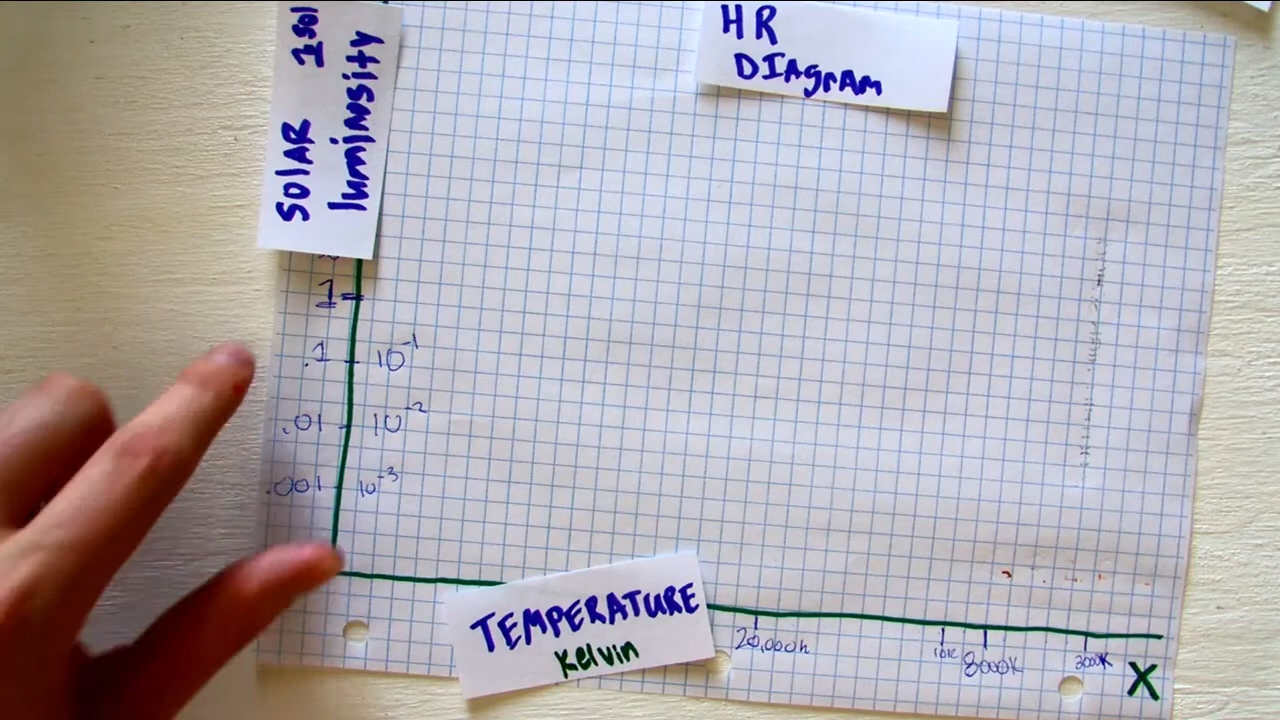 HR
DIAgrAM
SOLAR 1sol
luminosity
1
.1 10⁻¹
.01 10⁻²
.001 10⁻³
TEMPERATURE
Kelvin
20,000k
8000K
3000K
X